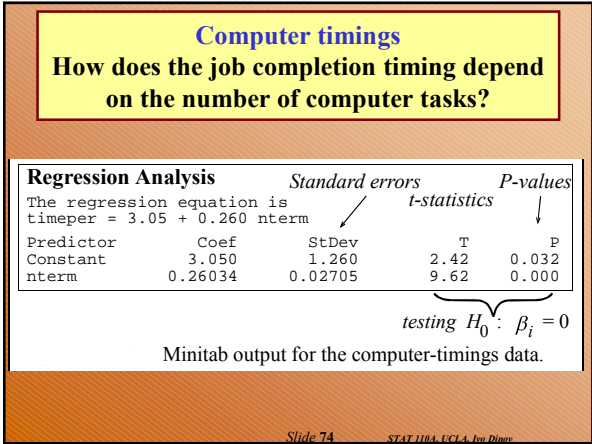 Computer timings
How does the job completion timing depend
on the number of computer tasks?
Regression Analysis Standard errors P-values
The regression equation is t-statistics
timeper = 3.05 + 0.260 nterm
Predictor Coef StDev T P
Constant 3.050 1.260 2.42 0.032
nterm 0.26034 0.02705 9.62 0.000
testing H0 : βi = 0
Minitab output for the computer-timings data.
Slide 74 STAT 110A, UCLA, Ivo Dinov